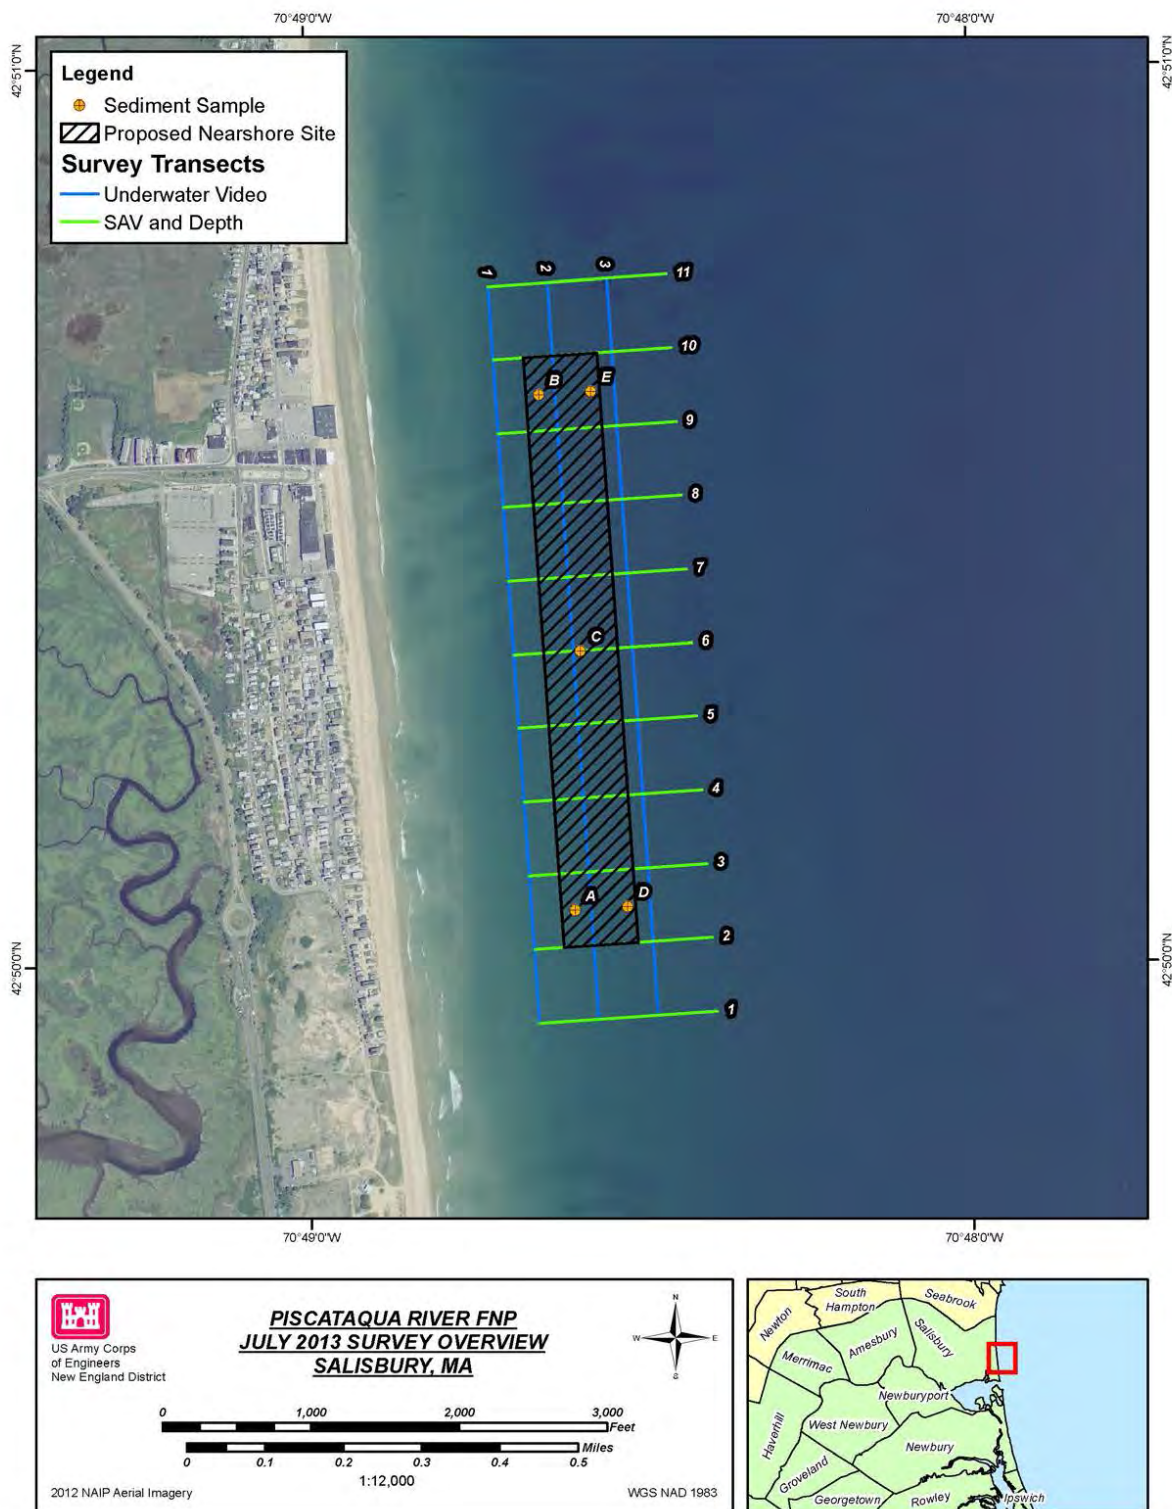 70°49'0"W
70°48'0"W
42°51'0"N
42°51'0"N
Legend
Sediment Sample
Proposed Nearshore Site
Survey Transects
Underwater Video
SAV and Depth
1
2
3
11
10
B
E
9
8
7
C
6
5
4
3
A
D
2
1
42°50'0"N
42°50'0"N
70°49'0"W
70°48'0"W
US Army Corps
of Engineers
New England District
PISCATAQUA RIVER FNP
JULY 2013 SURVEY OVERVIEW
SALISBURY, MA
N
W
E
S
0 1,000 2,000 3,000
Feet
Miles
0 0.1 0.2 0.3 0.4 0.5
1:12,000
2012 NAIP Aerial Imagery
WGS NAD 1983
South
Hampton
Seabrook
Newton
Amesbury
Salisbury
Merrimac
Newburyport
West Newbury
Haverhill
Newbury
Groveland
Georgetown
Rowley
Ipswich